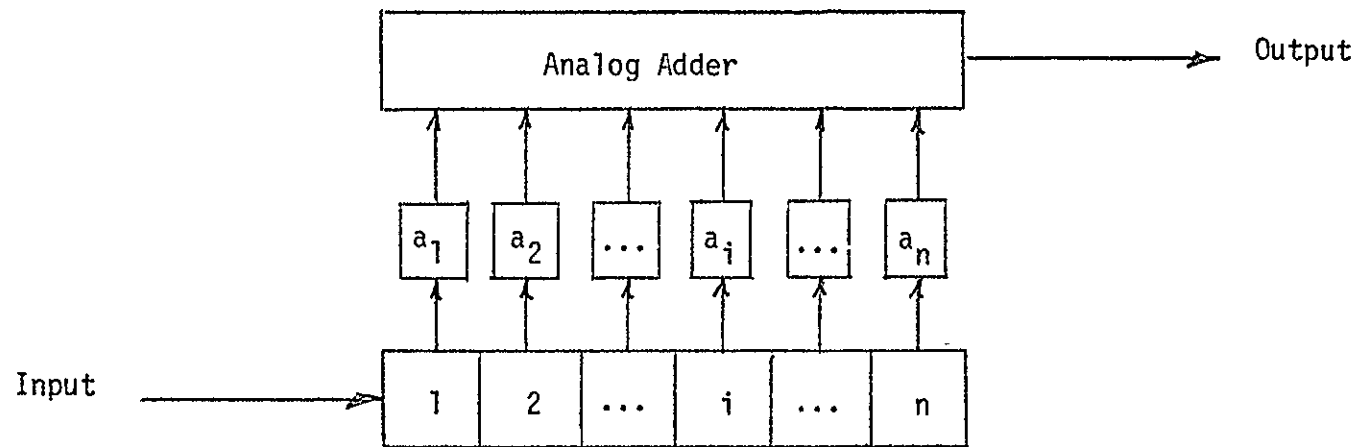 Analog Adder
Output
a1 a2 ... ai ... an
Input
1 2 ... i ... n